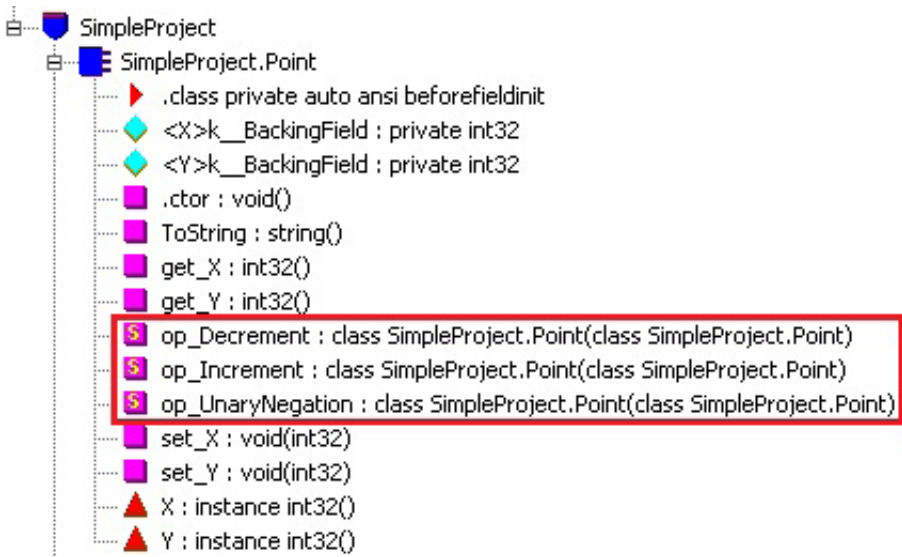 SimpleProject
SimpleProject.Point
.class private auto ansi beforefieldinit
<X>k__BackingField : private int32
<Y>k__BackingField : private int32
.ctor : void()
ToString : string()
get_X : int32()
get_Y : int32()
S op_Decrement : class SimpleProject.Point(class SimpleProject.Point)
S op_Increment : class SimpleProject.Point(class SimpleProject.Point)
S op_UnaryNegation : class SimpleProject.Point(class SimpleProject.Point)
set_X : void(int32)
set_Y : void(int32)
X : instance int32()
Y : instance int32()